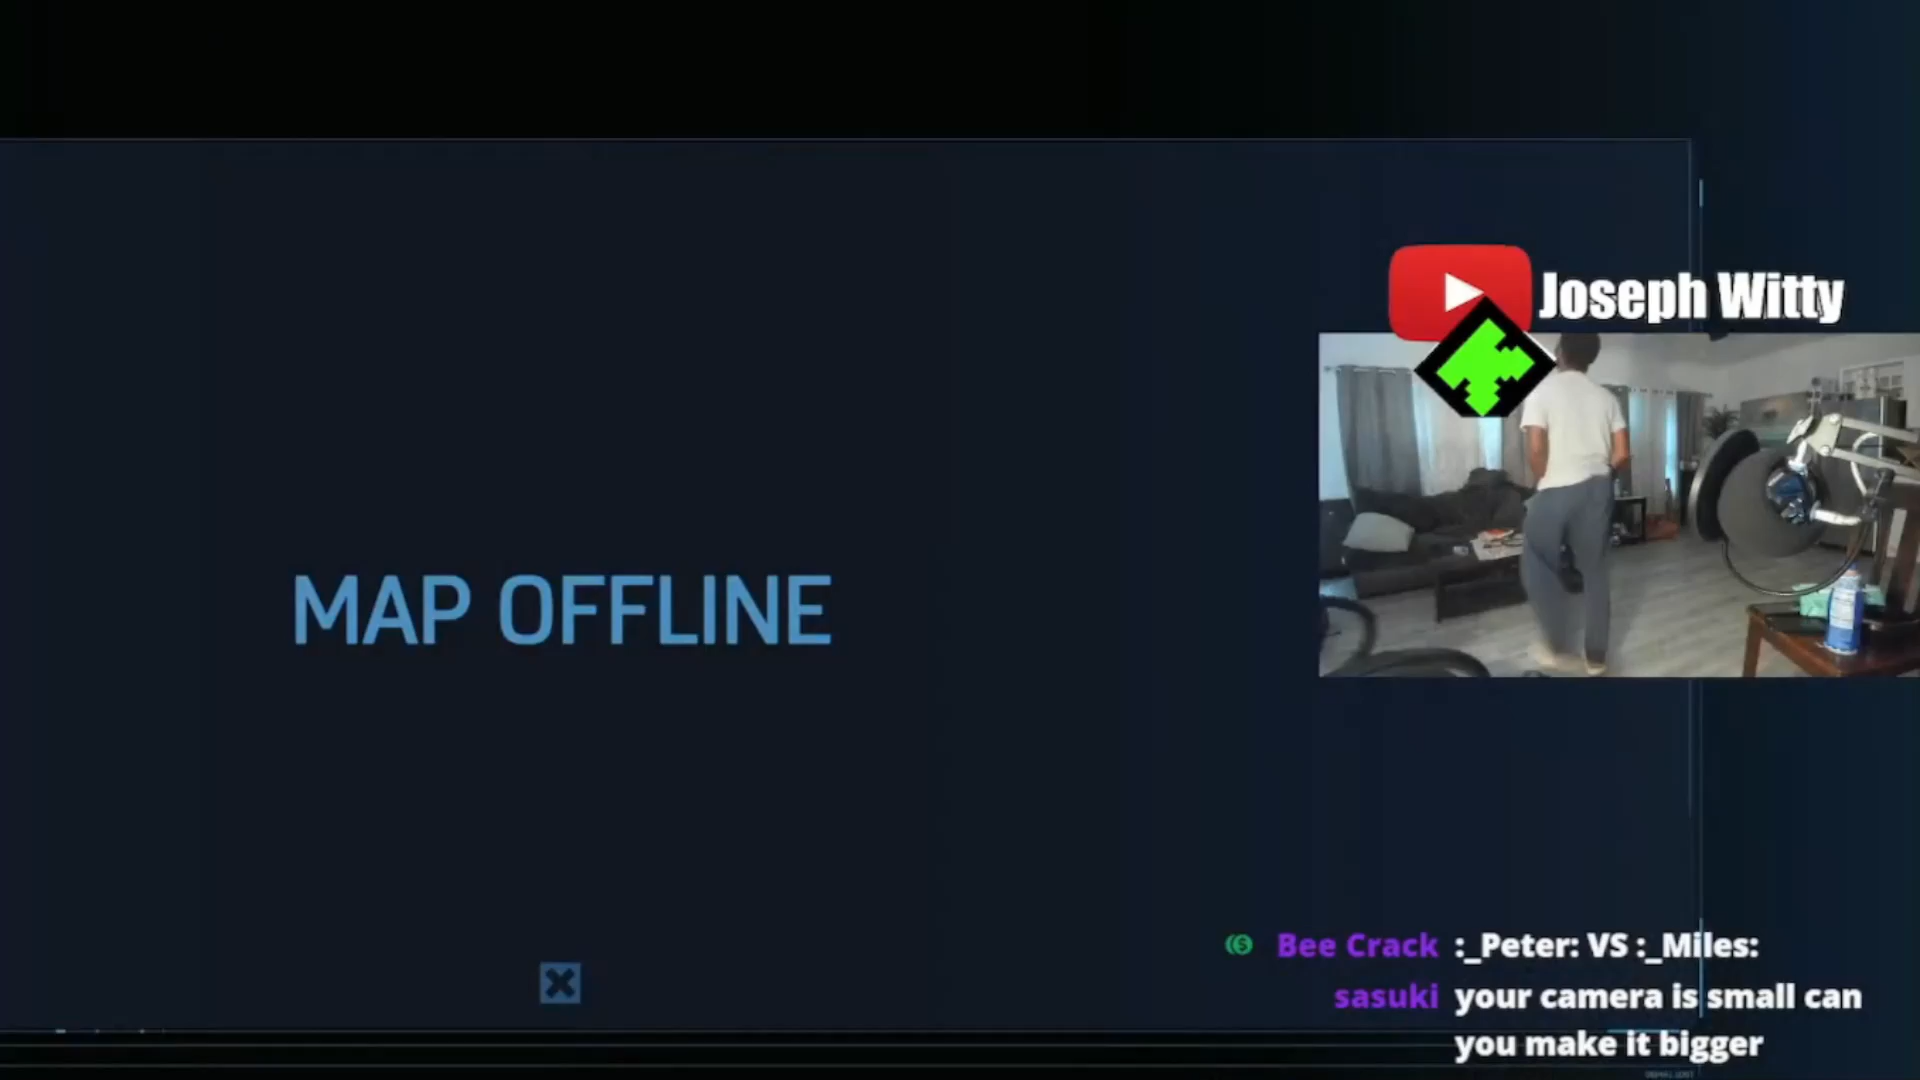 Joseph Witty
MAP OFFLINE
Bee Crack :_Peter: VS :_Miles:
sasuki your camera is small can
you make it bigger